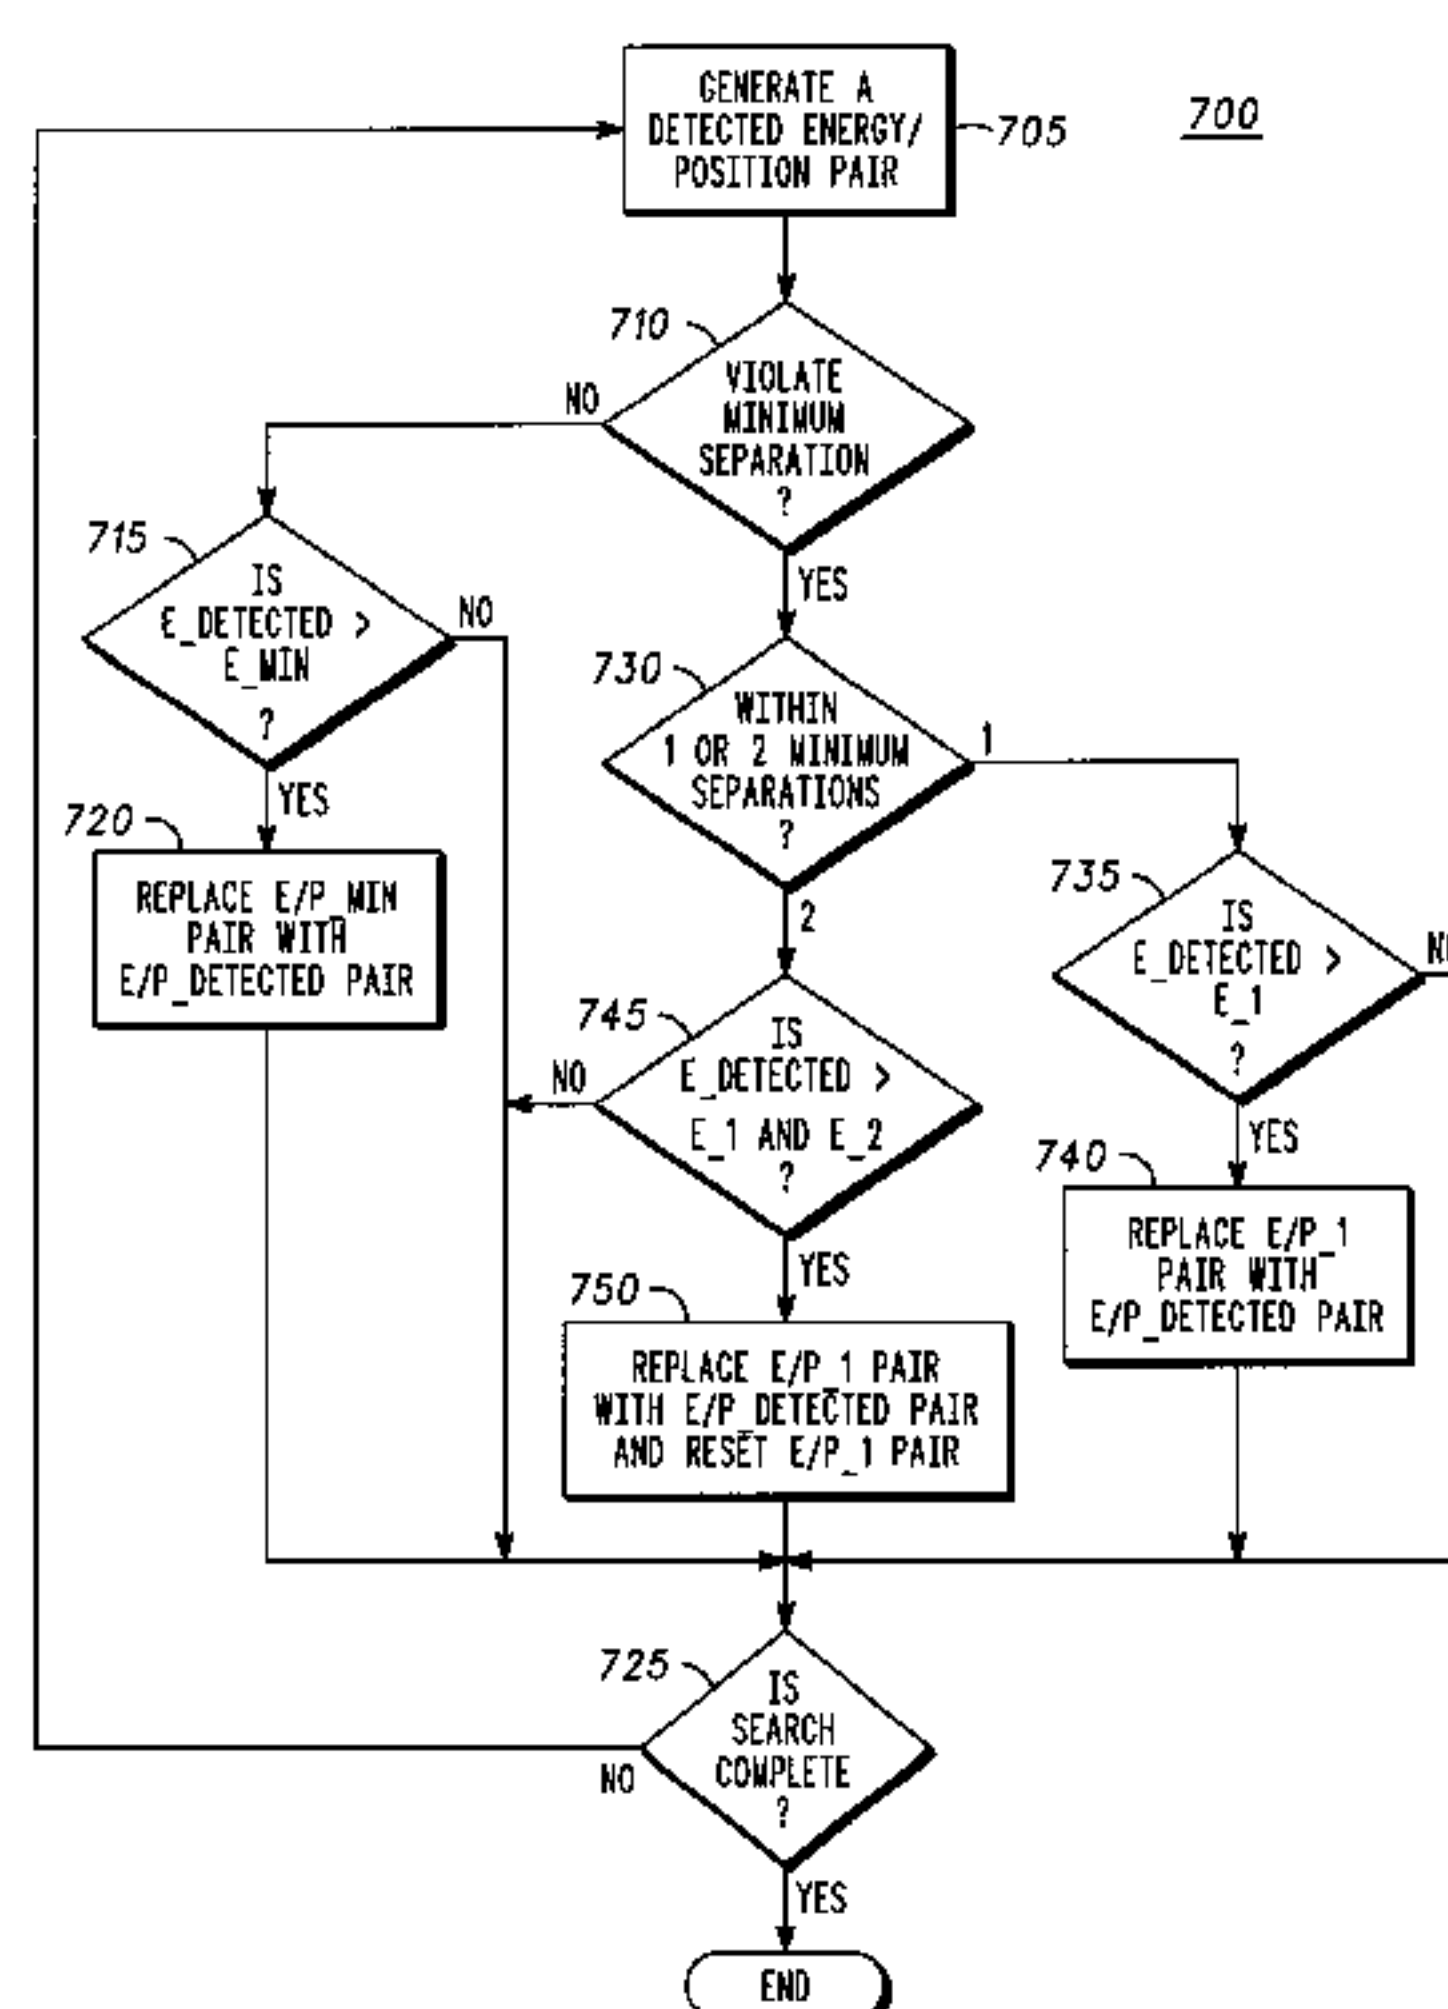 GENERATE A
DETECTED ENERGY/
POSITION PAIR
705
700
710
VIOLATE
MINIMUM
SEPARATION
?
NO
YES
715
IS
E_DETECTED >
E_MIN
?
NO
YES
720
REPLACE E/P_MIN
PAIR WITH
E/P_DETECTED PAIR
730
WITHIN
1 OR 2 MINIMUM
SEPARATIONS
?
1
2
735
IS
E_DETECTED >
E_1
?
YES
740
REPLACE E/P_1
PAIR WITH
E/P_DETECTED PAIR
745
IS
E_DETECTED >
E_1 AND E_2
?
NO
YES
750
REPLACE E/P_1 PAIR
WITH E/P_DETECTED PAIR
AND RESET E/P_1 PAIR
725
IS
SEARCH
COMPLETE
?
NO
YES
END